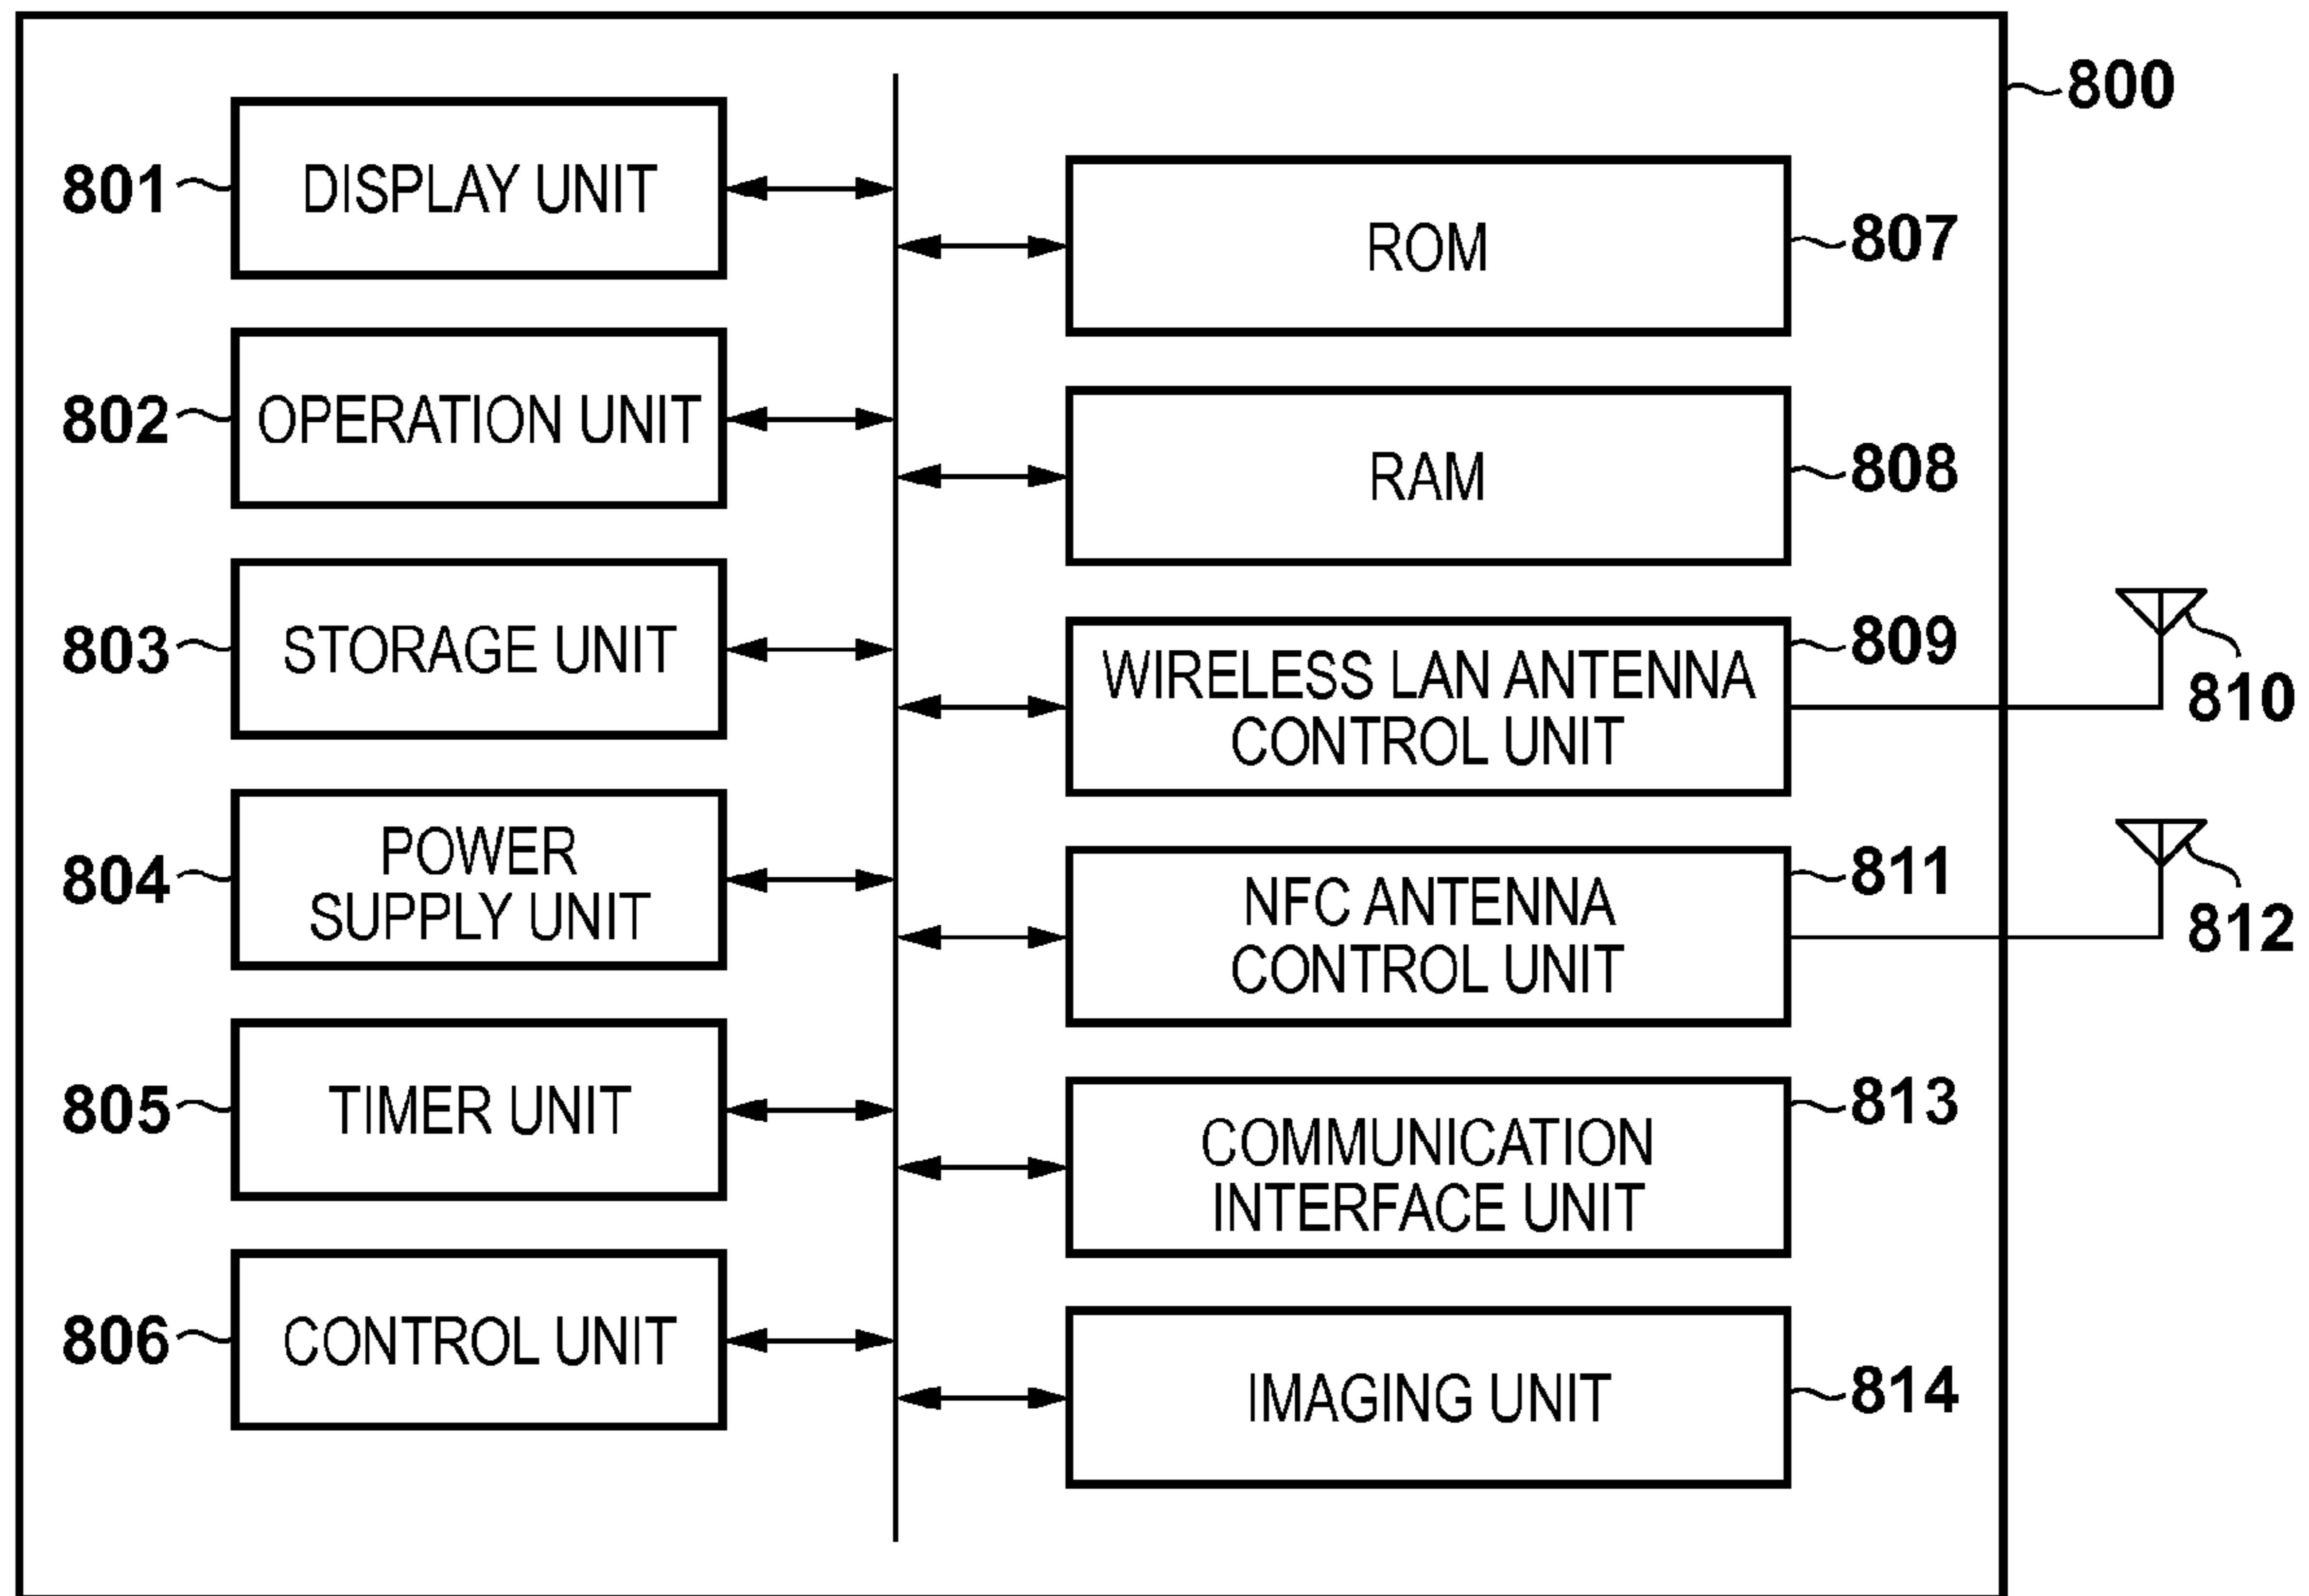 800
801
DISPLAY UNIT
802
OPERATION UNIT
803
STORAGE UNIT
804
POWER
SUPPLY UNIT
805
TIMER UNIT
806
CONTROL UNIT
ROM
807
RAM
808
WIRELESS LAN ANTENNA
CONTROL UNIT
809
810
NFC ANTENNA
CONTROL UNIT
811
812
COMMUNICATION
INTERFACE UNIT
813
IMAGING UNIT
814